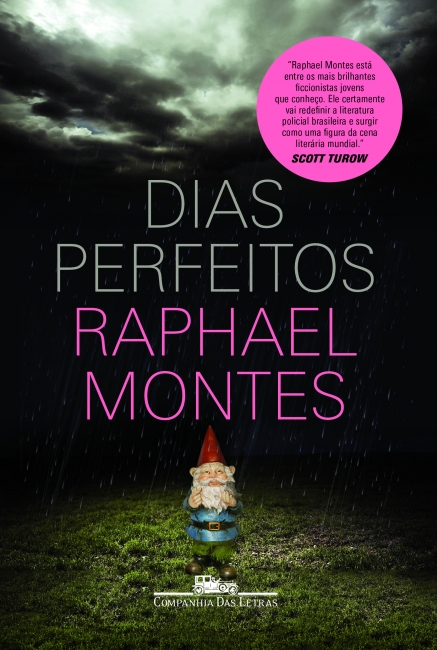 "Raphael Montes está
entre os mais brilhantes
ficcionistas jovens
que conheço. Ele certamente
vai redefinir a literatura
policial brasileira e surgir
como uma figura da cena
literária mundial."
SCOTT TUROW
DIAS
PERFEITOS
RAPHAEL
MONTES
COMPANHIA DAS LETRAS